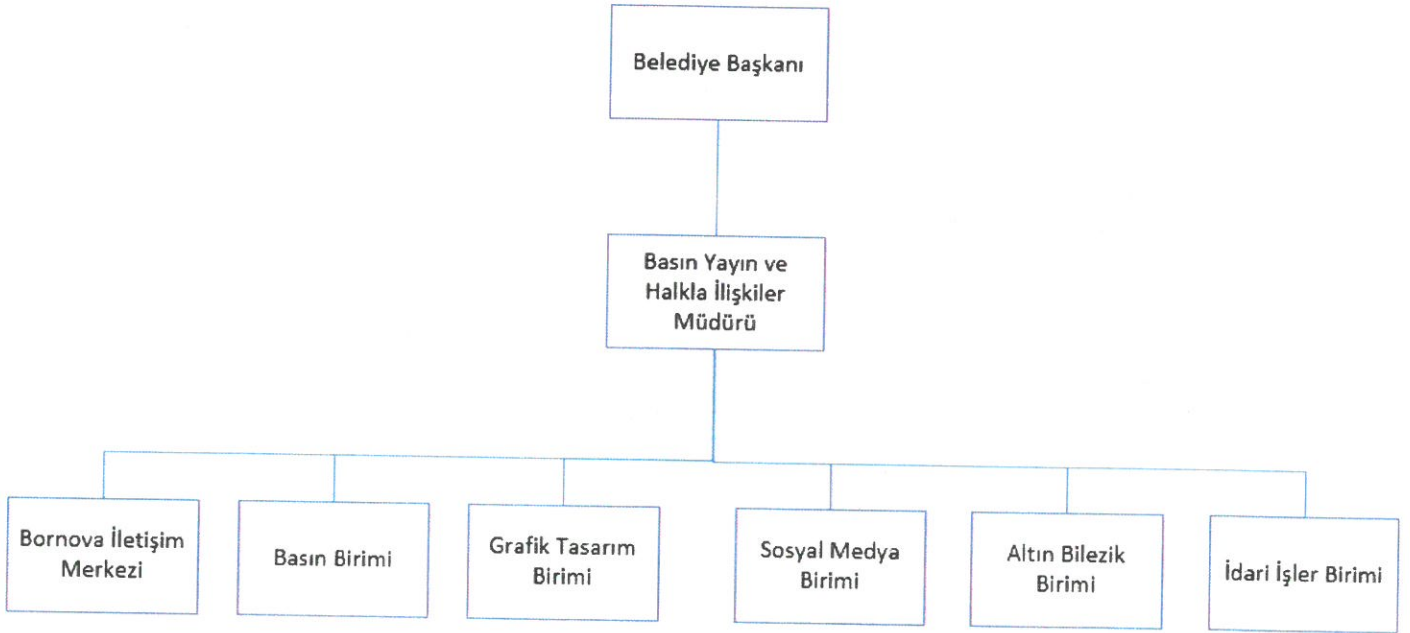 Belediye Başkanı
Basın Yayın ve
Halkla İlişkiler
Müdürü
Bornova İletişim
Merkezi
Basın Birimi
Grafik Tasarım
Birimi
Sosyal Medya
Birimi
Altın Bilezik
Birimi
İdari İşler Birimi